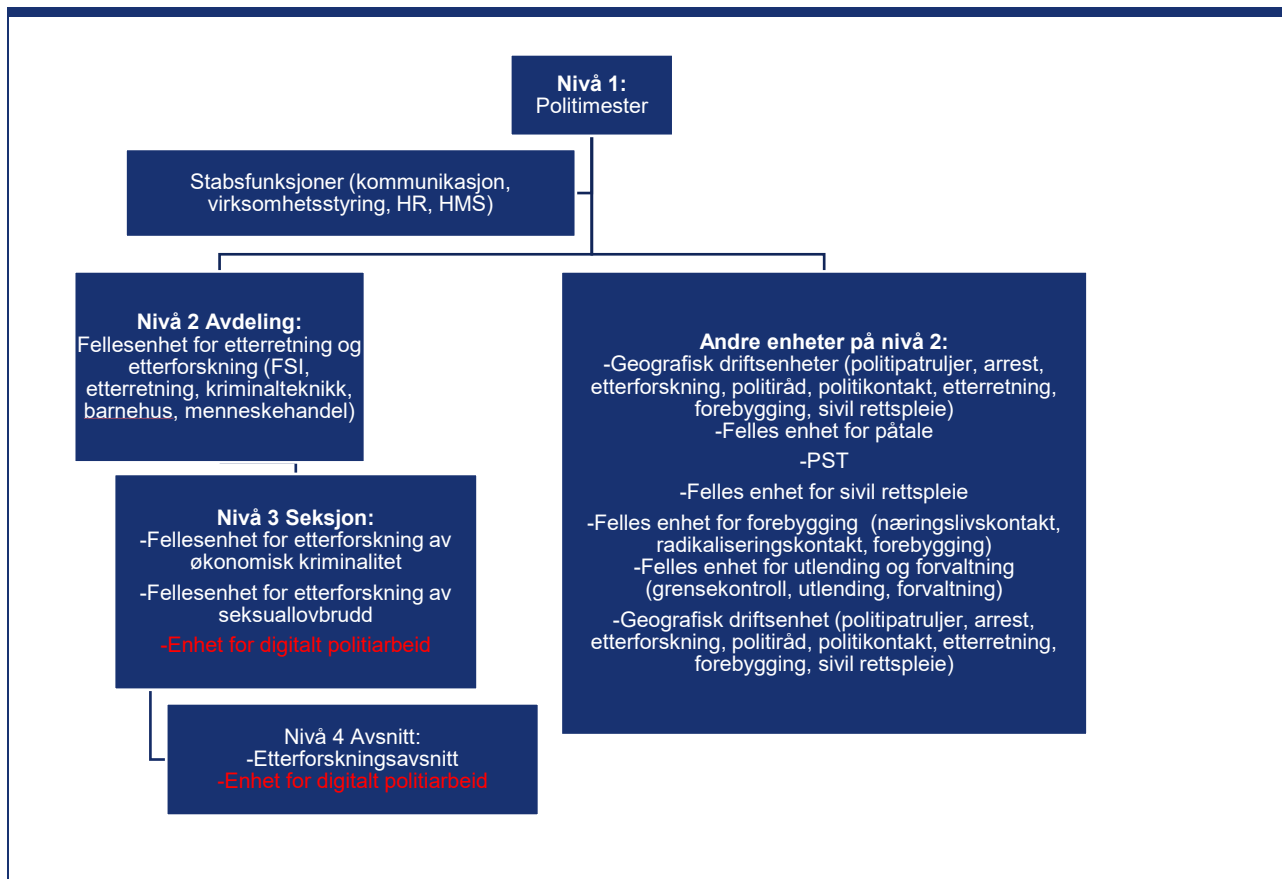 Nivå 1:
Politimester
Stabsfunksjoner (kommunikasjon,
virksomhetsstyring, HR, HMS)
Nivå 2 Avdeling:
Fellesenhet for etterretning og
etterforskning (FSI,
etterretning, kriminalteknikk,
barnehus, menneskehandel)
Nivå 3 Seksjon:
-Fellesenhet for etterforskning av
økonomisk kriminalitet
-Fellesenhet for etterforskning av
seksuallovbrudd
-Enhet for digitalt politiarbeid
Nivå 4 Avsnitt:
-Etterforskningsavsnitt
-Enhet for digitalt politiarbeid
Andre enheter på nivå 2:
-Geografisk driftsenheter (politipatruljer, arrest,
etterforskning, politiråd, politikontakt, etterretning,
forebygging, sivil rettspleie)
-Felles enhet for påtale
-PST
-Felles enhet for sivil rettspleie
-Felles enhet for forebygging (næringslivskontakt,
radikaliseringskontakt, forebygging)
-Felles enhet for utlending og forvaltning
(grensekontroll, utlending, forvaltning)
-Geografisk driftsenhet (politipatruljer, arrest,
etterforskning, politiråd, politikontakt, etterretning,
forebygging, sivil rettspleie)